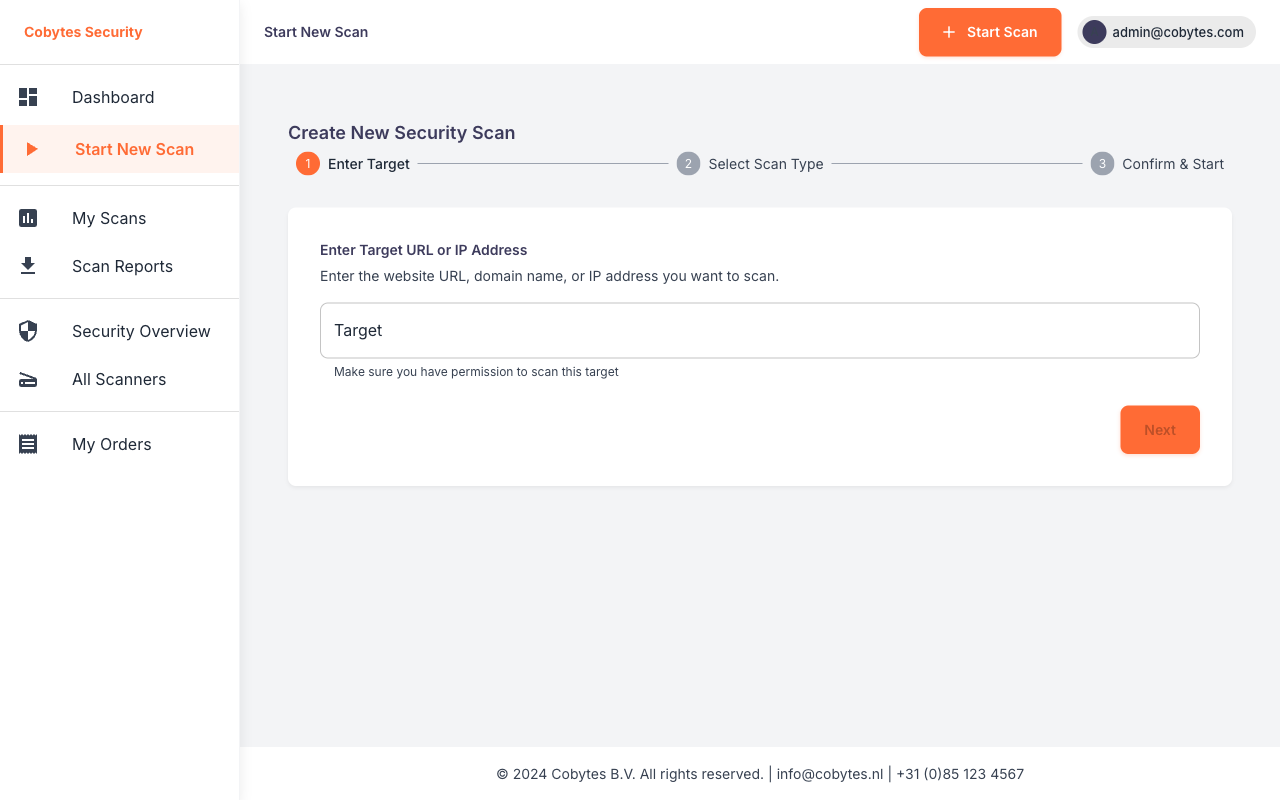 Cobytes Security
Start New Scan
Start Scan
admin@cobytes.com
Dashboard
Start New Scan
My Scans
Scan Reports
Security Overview
All Scanners
My Orders
Create New Security Scan
1 Enter Target
2 Select Scan Type
3 Confirm & Start
Enter Target URL or IP Address
Enter the website URL, domain name, or IP address you want to scan.
Target
Make sure you have permission to scan this target
Next
© 2024 Cobytes B.V. All rights reserved. | info@cobytes.nl | +31 (0)85 123 4567